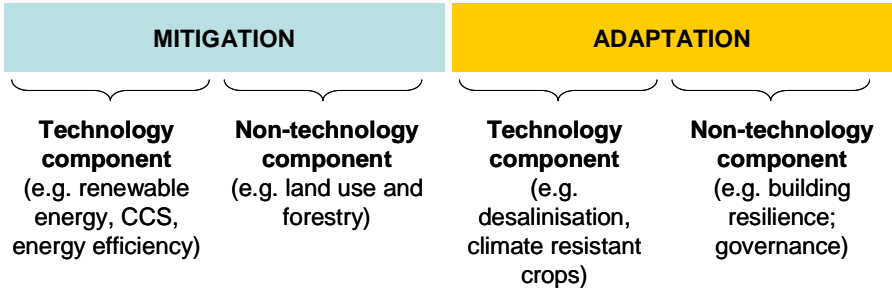 MITIGATION
ADAPTATION
Technology
component
(e.g. renewable
energy, CCS,
energy efficiency)
Non-technology
component
(e.g. land use and
forestry)
Technology
component
(e.g.
desalinisation,
climate resistant
crops)
Non-technology
component
(e.g. building
resilience;
governance)